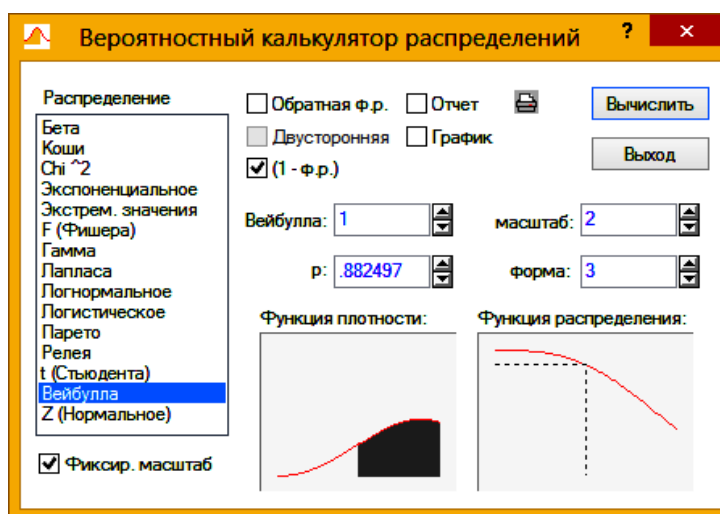 Вероятностный калькулятор распределений ? ×
Распределение
Бета
Коши
Chi ^2
Экспоненциальное
Экстрем. значения
F (Фишера)
Гамма
Лапласа
Логнормальное
Логистическое
Парето
Релея
t (Стьюдента)
Вейбулла
Z (Нормальное)
Фиксир. масштаб
Обратная ф.р. Отчет
Двусторонняя График
(1 - ф.р.)
Вычислить
Выход
Вейбулла: 1 масштаб: 2
p: .882497 форма: 3
Функция плотности: Функция распределения: